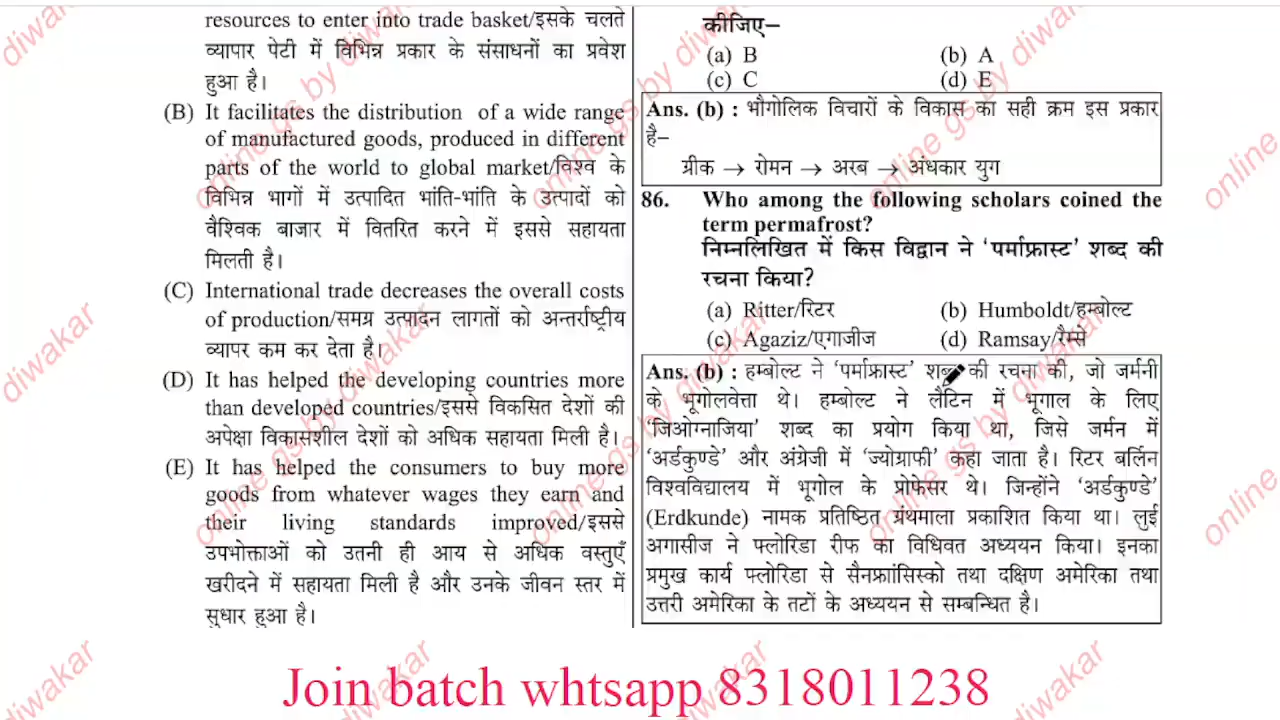 resources to enter into trade basket/इसके चलते
व्यापार पेटी में विभिन्न प्रकार के संसाधनों का प्रवेश
हुआ है।
(B) It facilitates the distribution of a wide range
of manufactured goods, produced in different
parts of the world to global market/विश्व के
विभिन्न भागों में उत्पादित भांति-भांति के उत्पादों को
वैश्विक बाजार में वितरित करने में इससे सहायता
मिलती है।
(C) International trade decreases the overall costs
of production/समग्र उत्पादन लागतों को अन्तर्राष्ट्रीय
व्यापर कम कर देता है।
(D) It has helped the developing countries more
than developed countries/इससे विकसित देशों की
अपेक्षा विकासशील देशों को अधिक सहायता मिली है।
(E) It has helped the consumers to buy more
goods from whatever wages they earn and
their living standards improved/इससे
उपभोक्ताओं को उतनी ही आय से अधिक वस्तुएँ
खरीदने में सहायता मिली है और उनके जीवन स्तर में
सुधार हुआ है।
कीजिए–
(a) B (b) A
(c) C (d) E
Ans. (b) : भौगोलिक विचारों के विकास का सही क्रम इस प्रकार
है–
ग्रीक → रोमन → अरब → अंधकार युग
86. Who among the following scholars coined the
term permafrost?
निम्नलिखित में किस विद्वान ने ‘पर्माफ्रास्ट’ शब्द की
रचना किया?
(a) Ritter/रिटर (b) Humboldt/हम्बोल्ट
(c) Agaziz/एगाजीज (d) Ramsay/रैम्से
Ans. (b) : हम्बोल्ट ने ‘पर्माफ्रास्ट’ शब्द की रचना की, जो जर्मनी
के भूगोलवेत्ता थे। हम्बोल्ट ने लैटिन में भूगाल के लिए
‘जिओग्नाजिया’ शब्द का प्रयोग किया था, जिसे जर्मन में
‘अर्डकुण्डे’ और अंग्रेजी में ‘ज्योग्राफी’ कहा जाता है। रिटर बर्लिन
विश्वविद्यालय में भूगोल के प्रोफेसर थे। जिन्होंने ‘अर्डकुण्डे’
(Erdkunde) नामक प्रतिष्ठित ग्रंथमाला प्रकाशित किया था। लुई
अगासीज ने फ्लोरिडा रीफ का विधिवत अध्ययन किया। इनका
प्रमुख कार्य फ्लोरिडा से सैनफ्रांसिस्को तथा दक्षिण अमेरिका तथा
उत्तरी अमेरिका के तटों के अध्ययन से सम्बन्धित है।
Join batch whtsapp 8318011238
online gs by diwakar